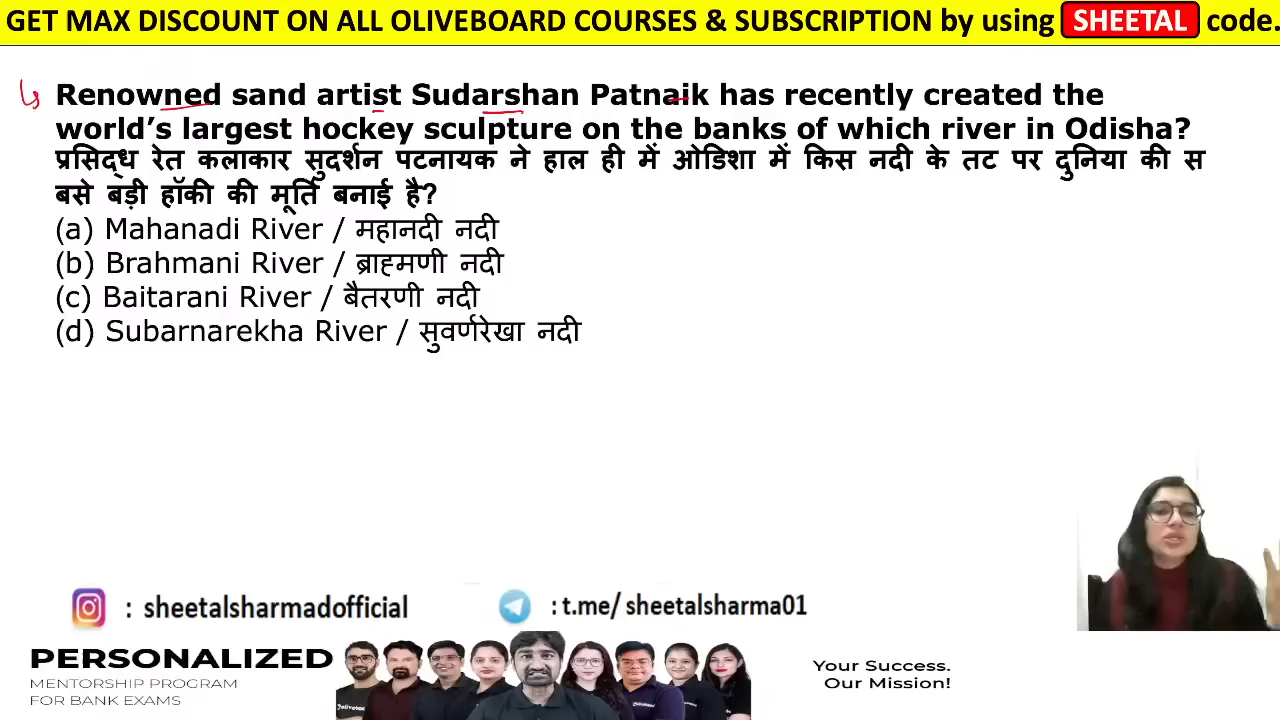 GET MAX DISCOUNT ON ALL OLIVEBOARD COURSES & SUBSCRIPTION by using SHEETAL code.
Renowned sand artist Sudarshan Patnaik has recently created the
world’s largest hockey sculpture on the banks of which river in Odisha?
प्रसिद्ध रेत कलाकार सुदर्शन पटनायक ने हाल ही में ओडिशा में किस नदी के तट पर दुनिया की स
बसे बड़ी हॉकी की मूर्ति बनाई है?
(a) Mahanadi River / महानदी नदी
(b) Brahmani River / ब्राह्मणी नदी
(c) Baitarani River / बैतरणी नदी
(d) Subarnarekha River / सुवर्णरेखा नदी
: sheetalsharmadofficial
: t.me/ sheetalsharma01
PERSONALIZED
MENTORSHIP PROGRAM
FOR BANK EXAMS
Your Success.
Our Mission!